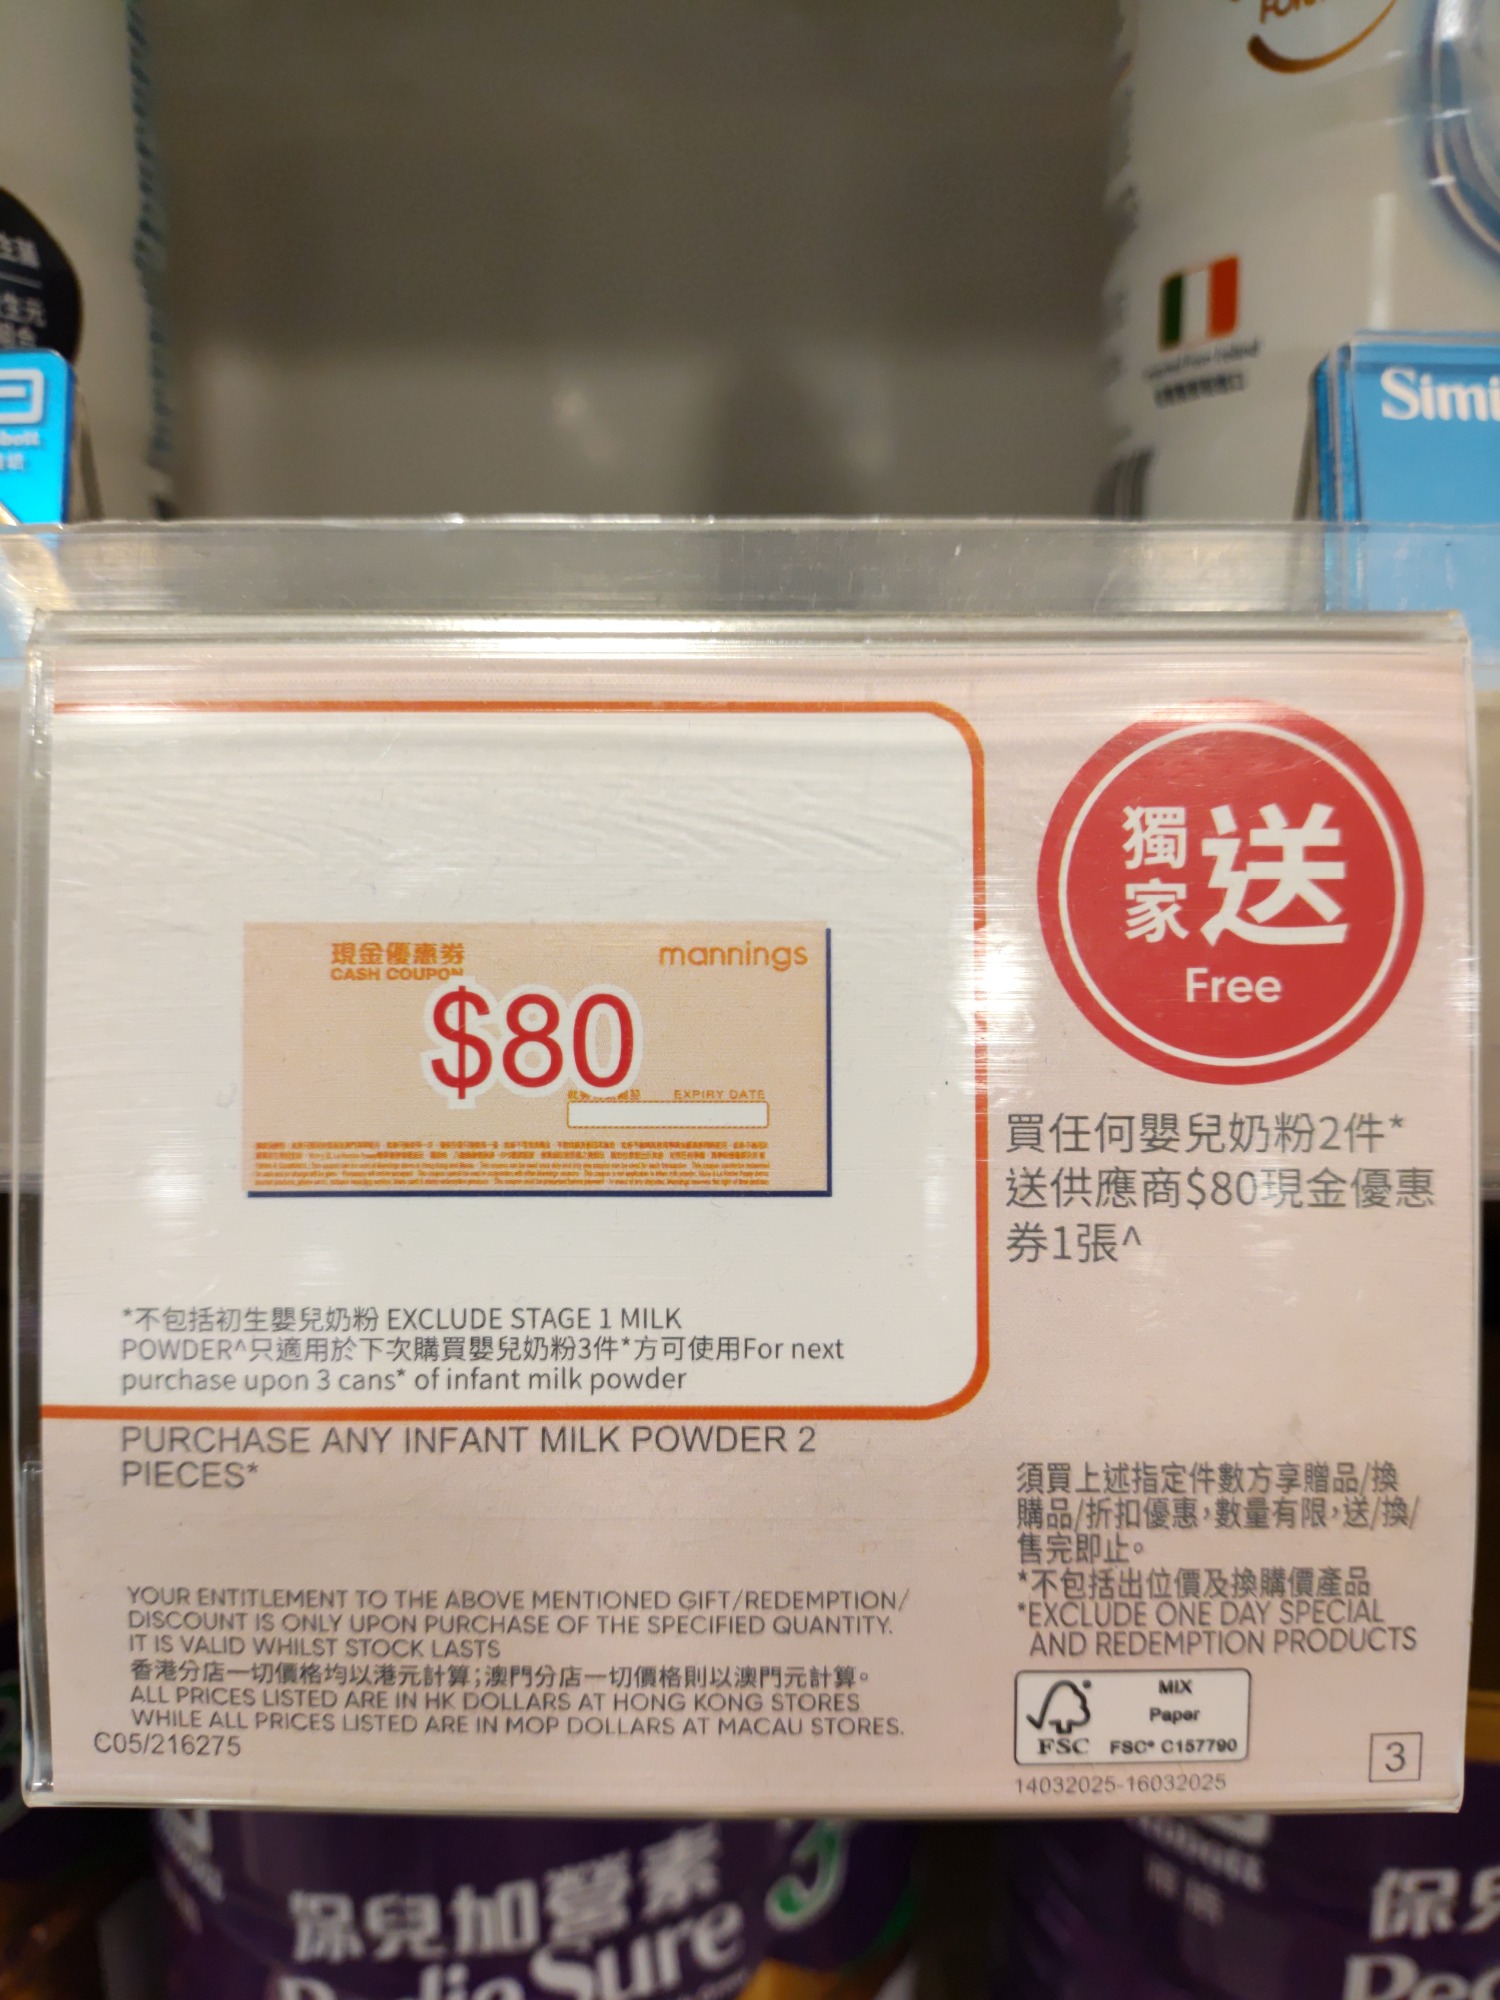 Simi
獨家送
Free
現金優惠券
CASH COUPON
mannings
$80
EXPIRY DATE
買任何嬰兒奶粉2件*
送供應商$80現金優惠
券1張^
*不包括初生嬰兒奶粉 EXCLUDE STAGE 1 MILK
POWDER^只適用於下次購買嬰兒奶粉3件*方可使用For next
purchase upon 3 cans* of infant milk powder
PURCHASE ANY INFANT MILK POWDER 2
PIECES*
須買上述指定件數方享贈品/換
購品/折扣優惠,數量有限,送/換/
售完即止。
*不包括出位價及換購價產品
*EXCLUDE ONE DAY SPECIAL
AND REDEMPTION PRODUCTS
YOUR ENTITLEMENT TO THE ABOVE MENTIONED GIFT/REDEMPTION/
DISCOUNT IS ONLY UPON PURCHASE OF THE SPECIFIED QUANTITY.
IT IS VALID WHILST STOCK LASTS
香港分店一切價格均以港元計算;澳門分店一切價格則以澳門元計算。
ALL PRICES LISTED ARE IN HK DOLLARS AT HONG KONG STORES
WHILE ALL PRICES LISTED ARE IN MOP DOLLARS AT MACAU STORES.
C05/216275
MIX
Paper
FSC FSC® C157790
14032025-16032025
3
保兒加營素
PediaSure